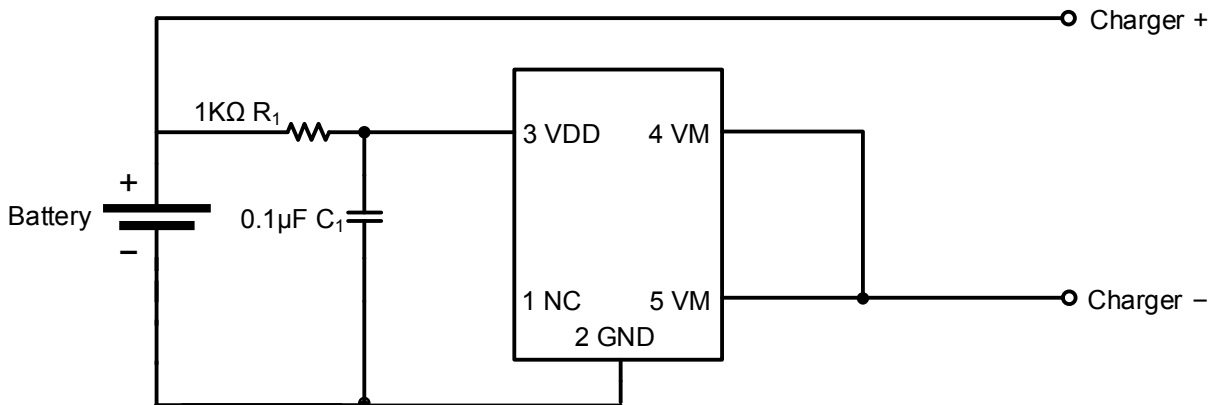 Charger +
1KΩ R₁
3 VDD
4 VM
+
Battery
0.1µF C₁
−
1 NC
5 VM
Charger −
2 GND